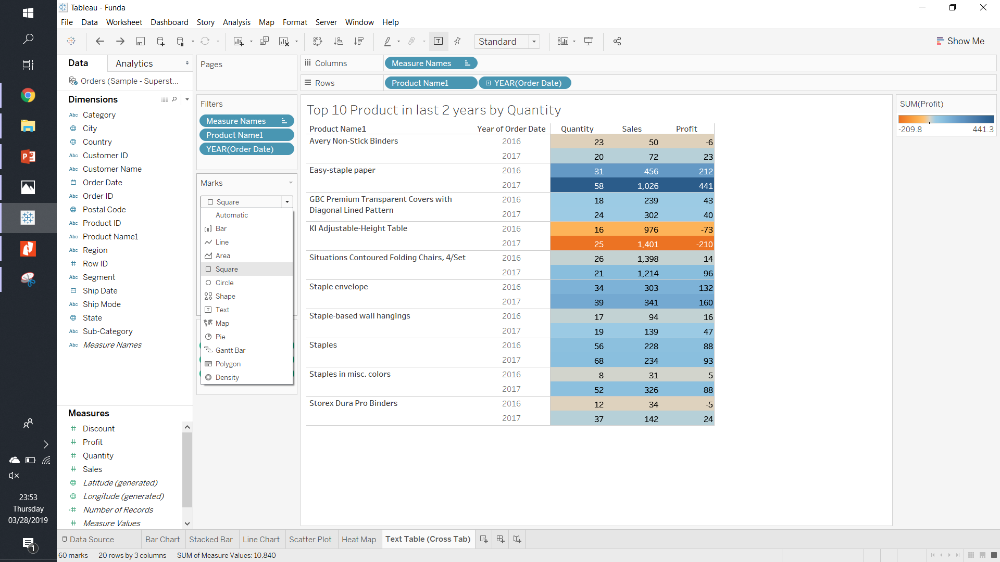 Tableau - Funda
File Data Worksheet Dashboard Story Analysis Map Format Server Window Help
Standard
Show Me
Data Analytics
Orders (Sample - Superst...
Dimensions
Abc Category
City
Country
Abc Customer ID
Abc Customer Name
Order Date
Abc Order ID
Postal Code
Abc Product ID
Abc Product Name1
Abc Region
# Row ID
Abc Segment
Ship Date
Abc Ship Mode
State
Abc Sub-Category
Abc Measure Names
Measures
# Discount
# Profit
# Quantity
# Sales
Latitude (generated)
Longitude (generated)
=# Number of Records
# Measure Values
Pages
Filters
Measure Names
Product Name1
YEAR(Order Date)
Marks
Square
Automatic
Bar
Line
Area
Square
Circle
Shape
Text
Map
Pie
Gantt Bar
Polygon
Density
Columns Measure Names
Rows Product Name1 YEAR(Order Date)
Top 10 Product in last 2 years by Quantity
Product Name1 Year of Order Date Quantity Sales Profit
Avery Non-Stick Binders 2016 23 50 -6
2017 20 72 23
Easy-staple paper 2016 31 456 212
2017 58 1,026 441
GBC Premium Transparent Covers with 2016 18 239 43
Diagonal Lined Pattern 2017 24 302 40
KI Adjustable-Height Table 2016 16 976 -73
2017 25 1,401 -210
Situations Contoured Folding Chairs, 4/Set 2016 26 1,398 14
2017 21 1,214 96
Staple envelope 2016 34 303 132
2017 39 341 160
Staple-based wall hangings 2016 17 94 16
2017 19 139 47
Staples 2016 56 228 88
2017 68 234 93
Staples in misc. colors 2016 8 31 5
2017 52 326 88
Storex Dura Pro Binders 2016 12 34 -5
2017 37 142 24
SUM(Profit)
-209.8 441.3
23:53
Thursday
03/28/2019
1
Data Source Bar Chart Stacked Bar Line Chart Scatter Plot Heat Map Text Table (Cross Tab)
60 marks 20 rows by 3 columns SUM of Measure Values: 10,840